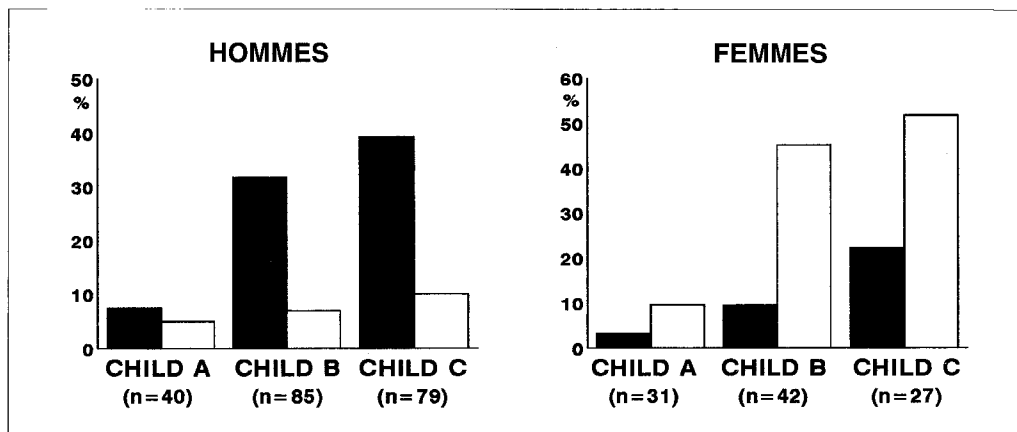 HOMMES
50
%
40
30
20
10
0
CHILD A CHILD B CHILD C
(n=40) (n=85) (n=79)
FEMMES
60
%
50
40
30
20
10
0
CHILD A CHILD B CHILD C
(n=31) (n=42) (n=27)